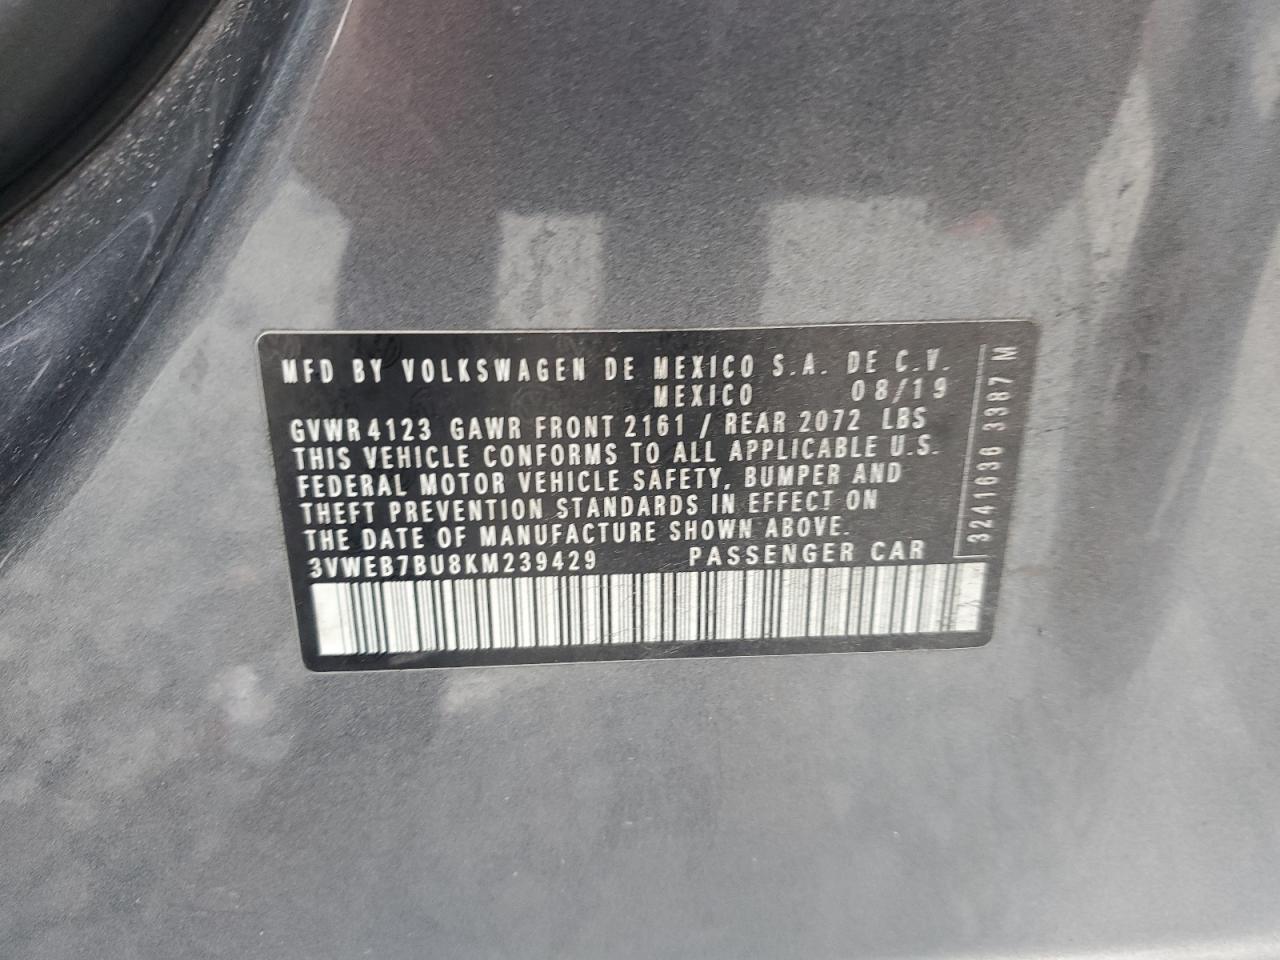 MFD BY VOLKSWAGEN DE MEXICO S.A. DE C.V.
MEXICO 08/19
GVWR 4123 GAWR FRONT 2161 / REAR 2072 LBS
THIS VEHICLE CONFORMS TO ALL APPLICABLE U.S.
FEDERAL MOTOR VEHICLE SAFETY, BUMPER AND
THEFT PREVENTION STANDARDS IN EFFECT ON
THE DATE OF MANUFACTURE SHOWN ABOVE.
3VWEB7BU8KM239429 PASSENGER CAR
3241636 3387 M